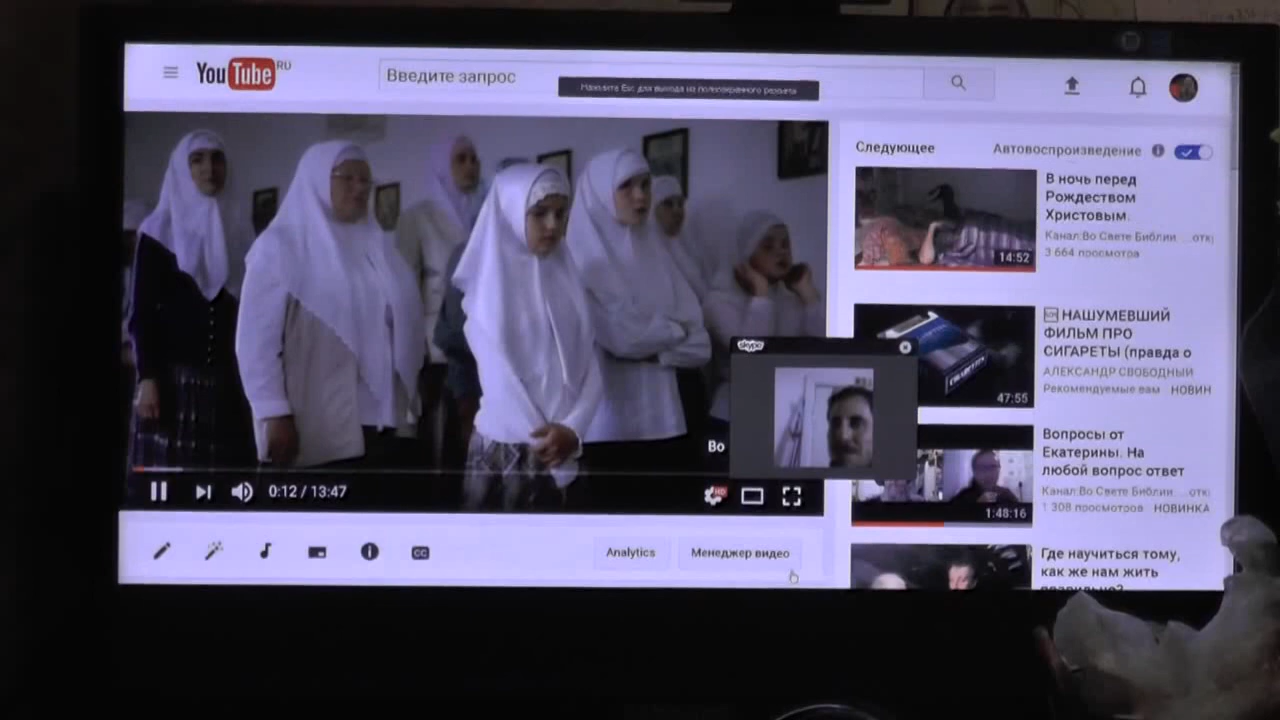 YouTube RU
Введите запрос
Нажмите Esc для выхода из полноэкранного режима
Следующее
Автовоспроизведение
В ночь перед
Рождеством
Христовым.
Канал:Во Свете Библии. ...отк
3 664 просмотра
14:52
НАШУМЕВШИЙ
ФИЛЬМ ПРО
СИГАРЕТЫ (правда о
АЛЕКСАНДР СВОБОДНЫЙ
Рекомендуемые вам НОВИН
47:55
skype
Во
Вопросы от
Екатерины. На
любой вопрос ответ
Канал:Во Свете Библии. ...отк
1 308 просмотров НОВИНКА
1:48:16
0:12 / 13:47
HD
CC
Analytics
Менеджер видео
Где научиться тому,
как же нам жить
правильно?